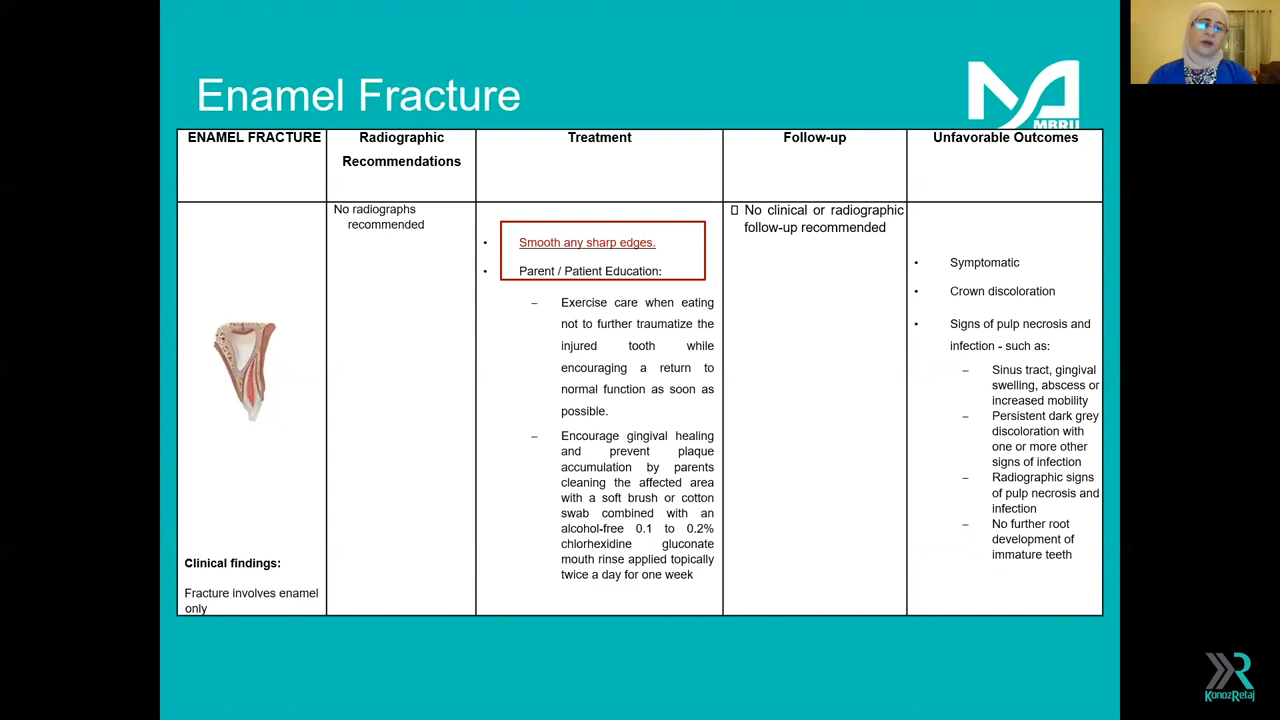 Enamel Fracture
MBRU
ENAMEL FRACTURE
Radiographic
Recommendations
Treatment
Follow-up
Unfavorable Outcomes
Clinical findings:
Fracture involves enamel
only
No radiographs
recommended
• Smooth any sharp edges.
• Parent / Patient Education:
– Exercise care when eating
not to further traumatize the
injured tooth while
encouraging a return to
normal function as soon as
possible.
– Encourage gingival healing
and prevent plaque
accumulation by parents
cleaning the affected area
with a soft brush or cotton
swab combined with an
alcohol-free 0.1 to 0.2%
chlorhexidine gluconate
mouth rinse applied topically
twice a day for one week
No clinical or radiographic
follow-up recommended
• Symptomatic
• Crown discoloration
• Signs of pulp necrosis and
infection - such as:
– Sinus tract, gingival
swelling, abscess or
increased mobility
– Persistent dark grey
discoloration with
one or more other
signs of infection
– Radiographic signs
of pulp necrosis and
infection
– No further root
development of
immature teeth
KonozRetaj